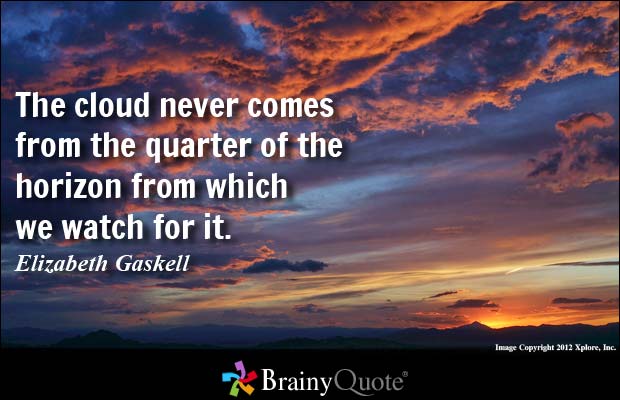 The cloud never comes
from the quarter of the
horizon from which
we watch for it.
Elizabeth Gaskell
Image Copyright 2012 Xplore, Inc.
BrainyQuote®